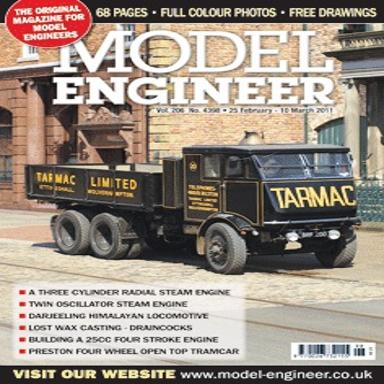 THE ORIGINAL
MAGAZINE FOR
MODEL
ENGINEERS
68 PAGES • FULL COLOUR PHOTOS • FREE DRAWINGS
MODEL
ENGINEER
Vol. 206 No. 4398 • 25 February - 10 March 2011
TARMAC LIMITED
TARMAC
TARMAC LIMITED
■ A THREE CYLINDER RADIAL STEAM ENGINE
■ TWIN OSCILLATOR STEAM ENGINE
■ DARJEELING HIMALAYAN LOCOMOTIVE
■ LOST WAX CASTING - DRAINCOCKS
■ BUILDING A 25CC FOUR STROKE ENGINE
■ PRESTON FOUR WHEEL OPEN TOP TRAMCAR
VISIT OUR WEBSITE www.model-engineer.co.uk